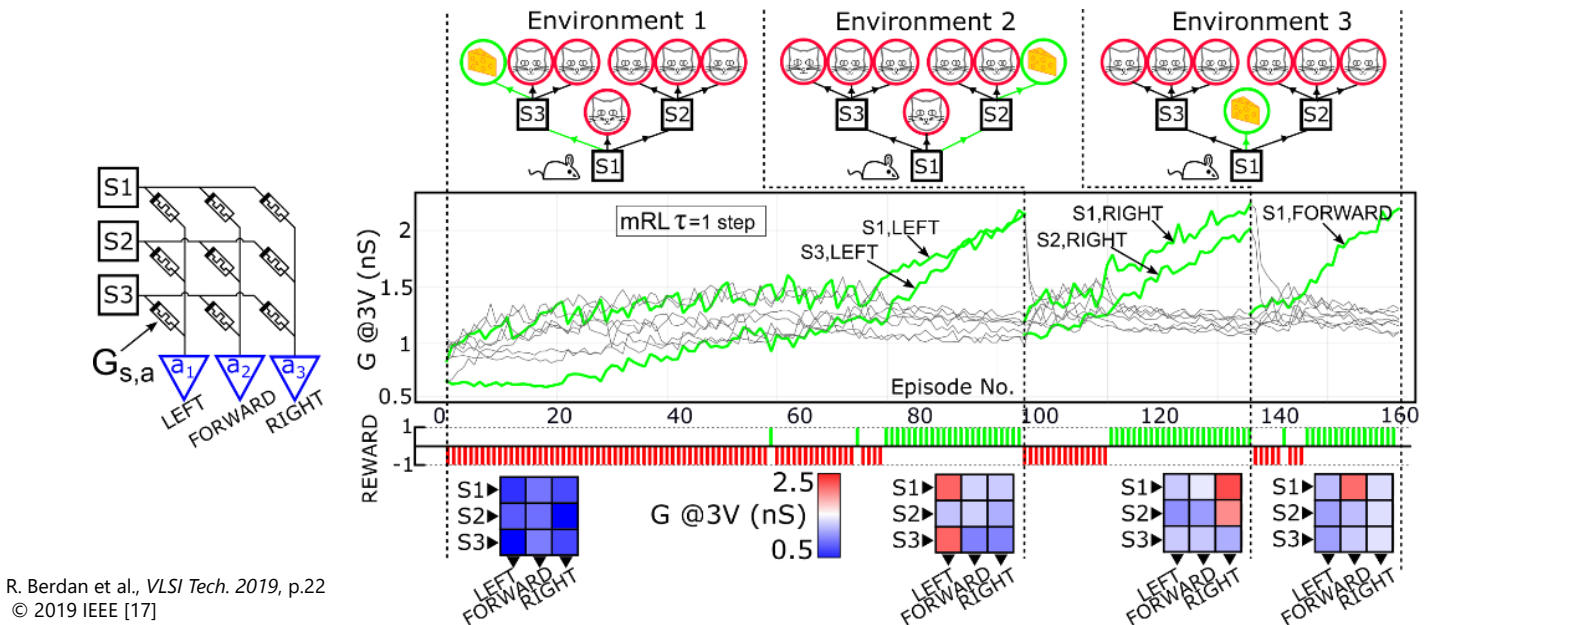 Environment 1
Environment 2
Environment 3
S3
S2
S1
S3
S2
S1
S3
S2
S1
S1
S2
S3
Gs,a
a1
a2
a3
LEFT
FORWARD
RIGHT
G @3V (nS)
2
1.5
1
0.5
mRL τ=1 step
S1,LEFT
S3,LEFT
S1,RIGHT
S2,RIGHT
S1,FORWARD
Episode No.
0 20 40 60 80 100 120 140 160
REWARD
1
-1
S1
S2
S3
LEFT
FORWARD
RIGHT
2.5
G @3V (nS)
0.5
S1
S2
S3
LEFT
FORWARD
RIGHT
S1
S2
S3
LEFT
FORWARD
RIGHT
S1
S2
S3
LEFT
FORWARD
RIGHT
R. Berdan et al., VLSI Tech. 2019, p.22
© 2019 IEEE [17]